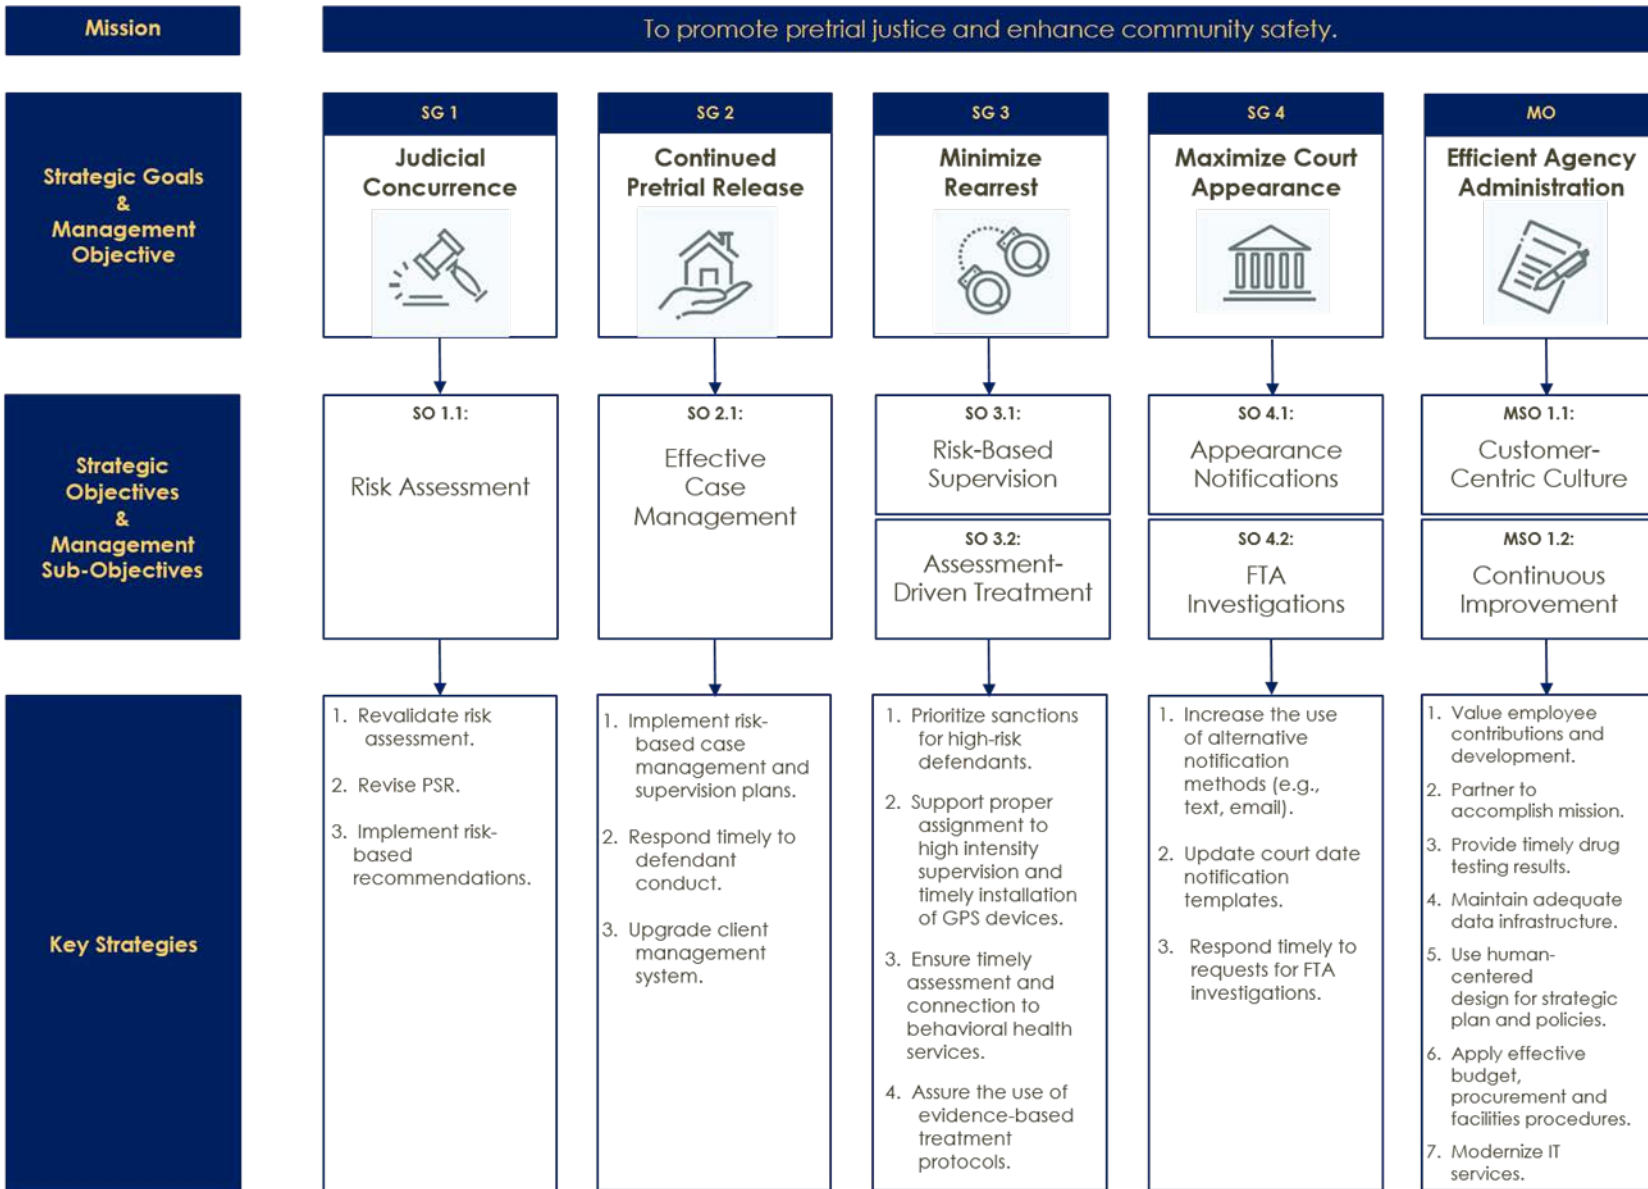 Mission
To promote pretrial justice and enhance community safety.
Strategic Goals
&
Management
Objective
SG 1
Judicial
Concurrence
SG 2
Continued
Pretrial Release
SG 3
Minimize
Rearrest
SG 4
Maximize Court
Appearance
MO
Efficient Agency
Administration
Strategic
Objectives
&
Management
Sub-Objectives
SO 1.1:
Risk Assessment
SO 2.1:
Effective
Case
Management
SO 3.1:
Risk-Based
Supervision
SO 3.2:
Assessment-
Driven Treatment
SO 4.1:
Appearance
Notifications
SO 4.2:
FTA
Investigations
MSO 1.1:
Customer-
Centric Culture
MSO 1.2:
Continuous
Improvement
Key Strategies
1. Revalidate risk
assessment.
2. Revise PSR.
3. Implement risk-
based
recommendations.
1. Implement risk-
based case
management and
supervision plans.
2. Respond timely to
defendant
conduct.
3. Upgrade client
management
system.
1. Prioritize sanctions
for high-risk
defendants.
2. Support proper
assignment to
high intensity
supervision and
timely installation
of GPS devices.
3. Ensure timely
assessment and
connection to
behavioral health
services.
4. Assure the use of
evidence-based
treatment
protocols.
1. Increase the use
of alternative
notification
methods (e.g.,
text, email).
2. Update court date
notification
templates.
3. Respond timely to
requests for FTA
investigations.
1. Value employee
contributions and
development.
2. Partner to
accomplish mission.
3. Provide timely drug
testing results.
4. Maintain adequate
data infrastructure.
5. Use human-
centered
design for strategic
plan and policies.
6. Apply effective
budget,
procurement and
facilities procedures.
7. Modernize IT
services.